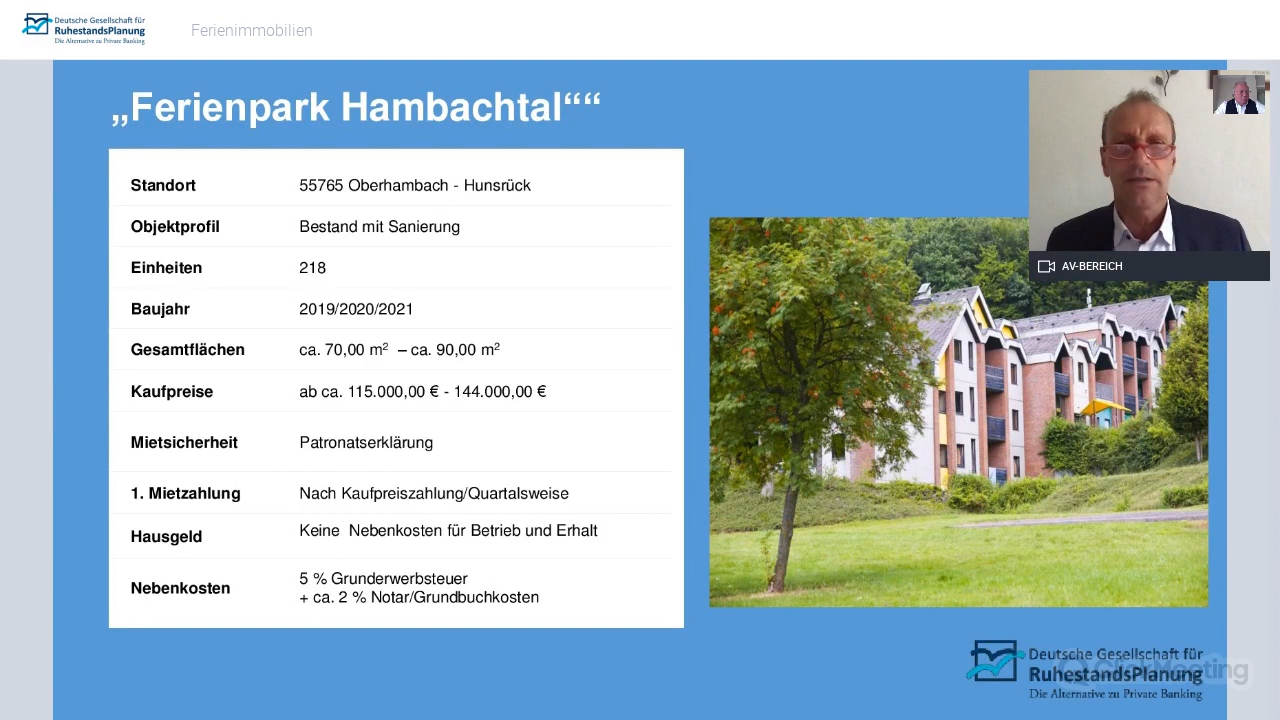 Deutsche Gesellschaft für
RuhestandsPlanung
Die Alternative zu Private Banking
Ferienimmobilien
„Ferienpark Hambachtal““
Standort 55765 Oberhambach - Hunsrück
Objektprofil Bestand mit Sanierung
Einheiten 218
Baujahr 2019/2020/2021
Gesamtflächen ca. 70,00 m² – ca. 90,00 m²
Kaufpreise ab ca. 115.000,00 € - 144.000,00 €
Mietsicherheit Patronatserklärung
1. Mietzahlung Nach Kaufpreiszahlung/Quartalsweise
Hausgeld Keine Nebenkosten für Betrieb und Erhalt
Nebenkosten 5 % Grunderwerbsteuer
+ ca. 2 % Notar/Grundbuchkosten
AV-BEREICH
Deutsche Gesellschaft für
RuhestandsPlanung
Die Alternative zu Private Banking
ClickMeeting